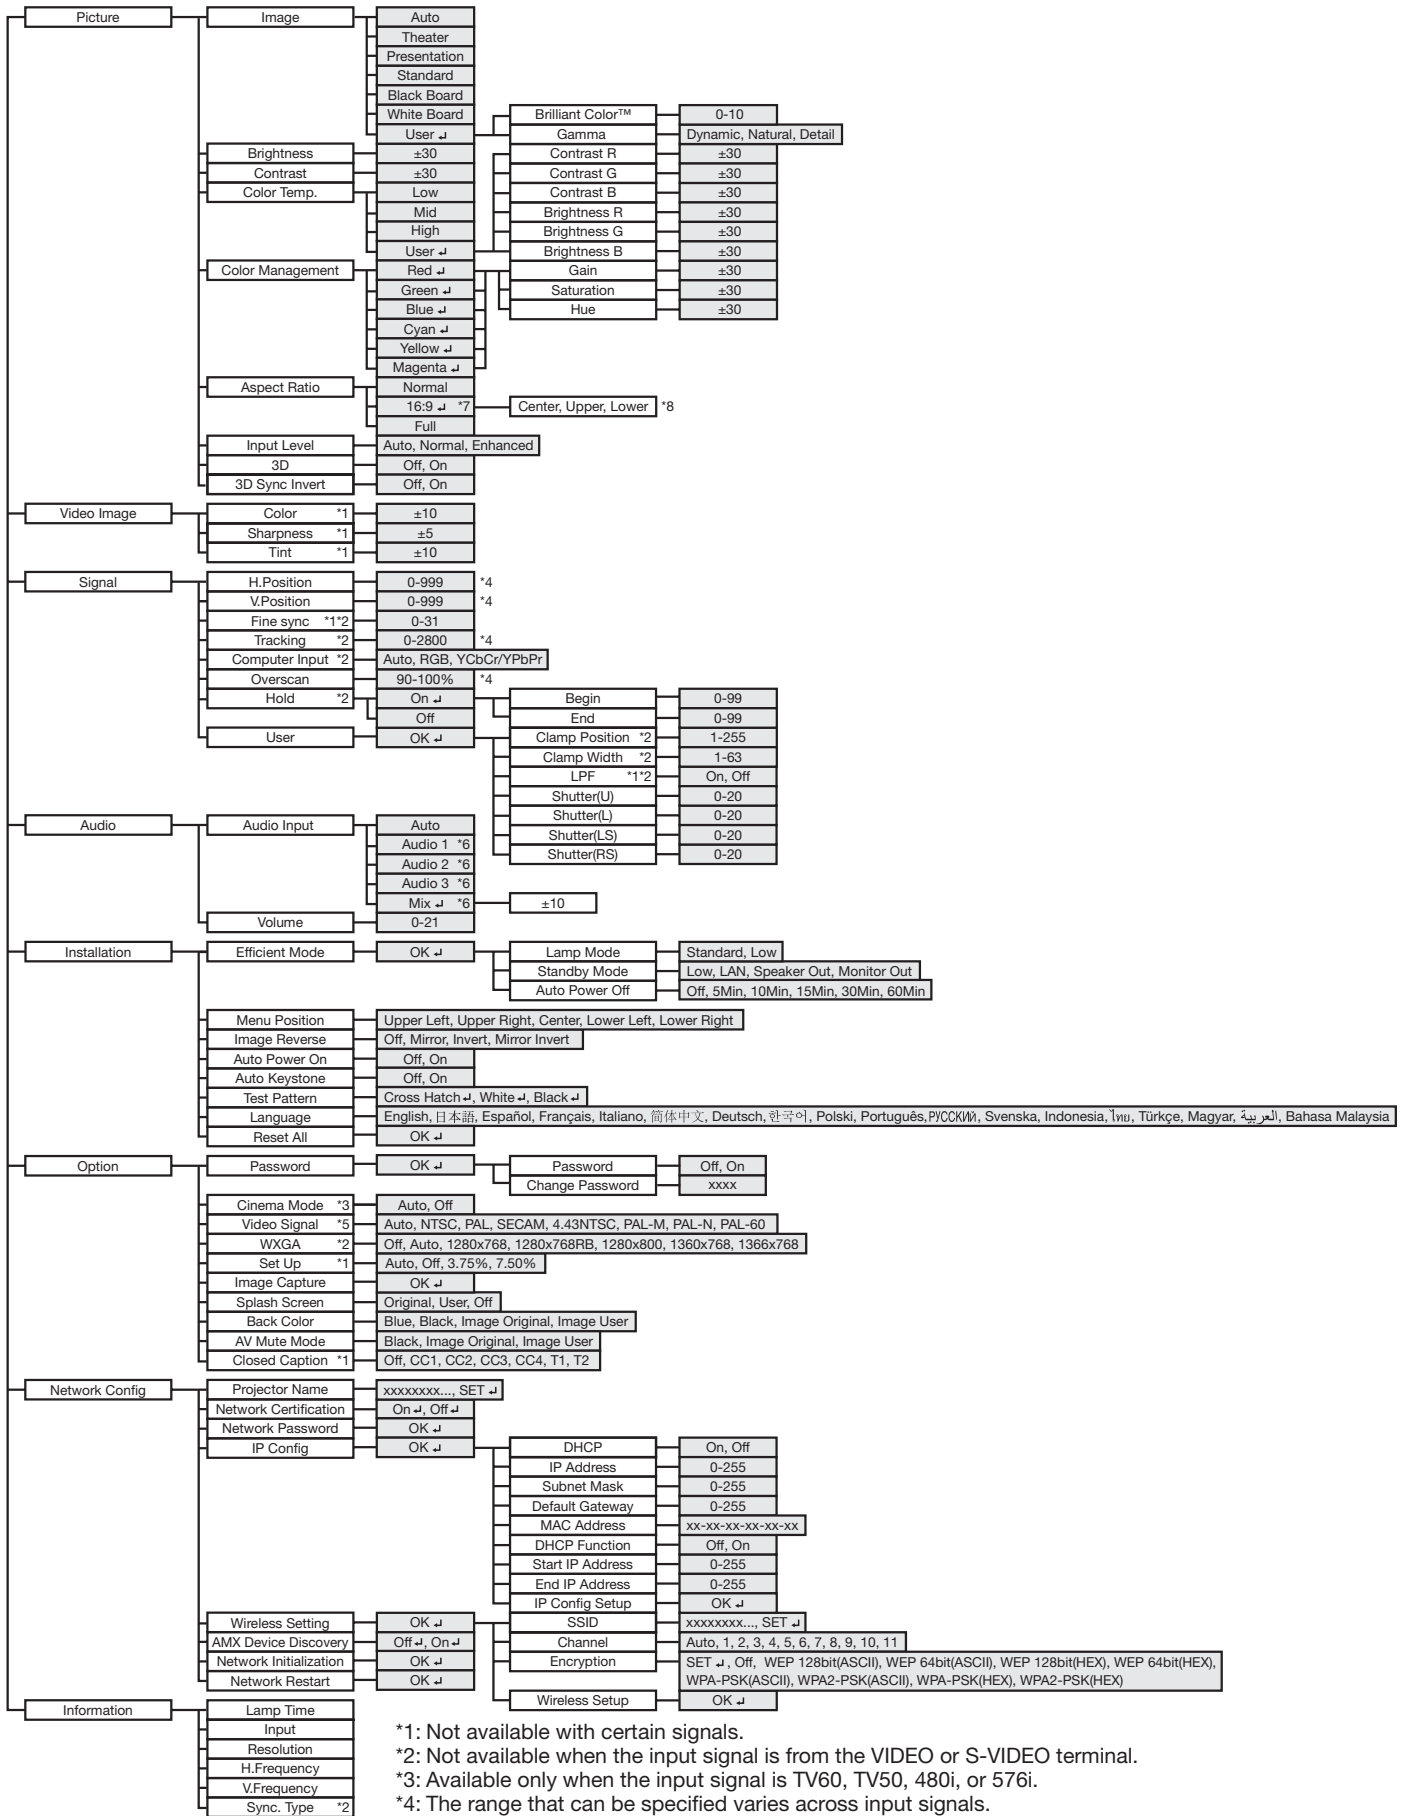 Picture
Image
Auto
Theater
Presentation
Standard
Black Board
White Board
User ↵
Brilliant Color™
0-10
Gamma
Dynamic, Natural, Detail
Brightness
±30
Contrast
±30
Color Temp.
Low
Mid
High
User ↵
Contrast R
±30
Contrast G
±30
Contrast B
±30
Brightness R
±30
Brightness G
±30
Brightness B
±30
Color Management
Red ↵
Green ↵
Blue ↵
Cyan ↵
Yellow ↵
Magenta ↵
Gain
±30
Saturation
±30
Hue
±30
Aspect Ratio
Normal
16:9 ↵ *7
Center, Upper, Lower *8
Full
Input Level
Auto, Normal, Enhanced
3D
Off, On
3D Sync Invert
Off, On
Video Image
Color *1
±10
Sharpness *1
±5
Tint *1
±10
Signal
H.Position
0-999 *4
V.Position
0-999 *4
Fine sync *1*2
0-31
Tracking *2
0-2800 *4
Computer Input *2
Auto, RGB, YCbCr/YPbPr
Overscan
90-100% *4
Hold *2
On ↵
Off
Begin
0-99
End
0-99
User
OK ↵
Clamp Position *2
1-255
Clamp Width *2
1-63
LPF *1*2
On, Off
Shutter(U)
0-20
Shutter(L)
0-20
Shutter(LS)
0-20
Shutter(RS)
0-20
Audio
Audio Input
Auto
Audio 1 *6
Audio 2 *6
Audio 3 *6
Mix ↵ *6
±10
Volume
0-21
Installation
Efficient Mode
OK ↵
Lamp Mode
Standard, Low
Standby Mode
Low, LAN, Speaker Out, Monitor Out
Auto Power Off
Off, 5Min, 10Min, 15Min, 30Min, 60Min
Menu Position
Upper Left, Upper Right, Center, Lower Left, Lower Right
Image Reverse
Off, Mirror, Invert, Mirror Invert
Auto Power On
Off, On
Auto Keystone
Off, On
Test Pattern
Cross Hatch↵, White↵, Black↵
Language
English, 日本語, Español, Français, Italiano, 简体中文, Deutsch, 한국어, Polski, Português, РУССКИЙ, Svenska, Indonesia, ไทย, Türkçe, Magyar, العربية, Bahasa Malaysia
Reset All
OK ↵
Option
Password
OK ↵
Password
Off, On
Change Password
xxxx
Cinema Mode *3
Auto, Off
Video Signal *5
Auto, NTSC, PAL, SECAM, 4.43NTSC, PAL-M, PAL-N, PAL-60
WXGA *2
Off, Auto, 1280x768, 1280x768RB, 1280x800, 1360x768, 1366x768
Set Up *1
Auto, Off, 3.75%, 7.50%
Image Capture
OK ↵
Splash Screen
Original, User, Off
Back Color
Blue, Black, Image Original, Image User
AV Mute Mode
Black, Image Original, Image User
Closed Caption *1
Off, CC1, CC2, CC3, CC4, T1, T2
Network Config
Projector Name
xxxxxxxx..., SET ↵
Network Certification
On↵, Off↵
Network Password
OK ↵
IP Config
OK ↵
DHCP
On, Off
IP Address
0-255
Subnet Mask
0-255
Default Gateway
0-255
MAC Address
xx-xx-xx-xx-xx-xx
DHCP Function
Off, On
Start IP Address
0-255
End IP Address
0-255
IP Config Setup
OK ↵
Wireless Setting
OK ↵
SSID
xxxxxxxx..., SET ↵
Channel
Auto, 1, 2, 3, 4, 5, 6, 7, 8, 9, 10, 11
Encryption
SET ↵, Off, WEP 128bit(ASCII), WEP 64bit(ASCII), WEP 128bit(HEX), WEP 64bit(HEX),
WPA-PSK(ASCII), WPA2-PSK(ASCII), WPA-PSK(HEX), WPA2-PSK(HEX)
Wireless Setup
OK ↵
AMX Device Discovery
Off↵, On↵
Network Initialization
OK ↵
Network Restart
OK ↵
Information
Lamp Time
Input
Resolution
H.Frequency
V.Frequency
Sync. Type *2
*1: Not available with certain signals.
*2: Not available when the input signal is from the VIDEO or S-VIDEO terminal.
*3: Available only when the input signal is TV60, TV50, 480i, or 576i.
*4: The range that can be specified varies across input signals.